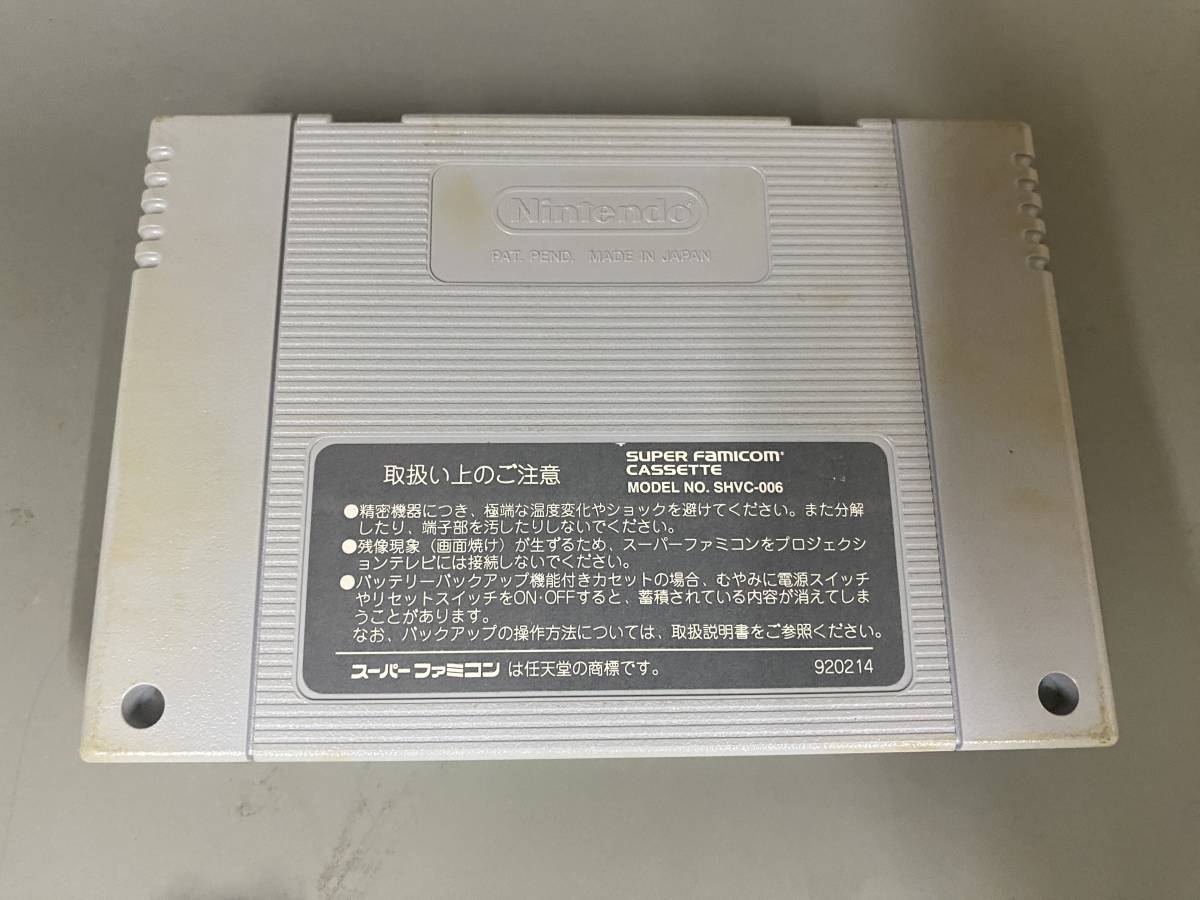 Nintendo®
PAT. PEND. MADE IN JAPAN
取扱い上のご注意
SUPER FAMICOM®
CASSETTE
MODEL NO. SHVC-006
●精密機器につき、極端な温度変化やショックを避けてください。また分解
したり、端子部を汚したりしないでください。
●残像現象（画面焼け）が生ずるため、スーパーファミコンをプロジェクシ
ョンテレビには接続しないでください。
●バッテリーバックアップ機能付きカセットの場合、むやみに電源スイッチ
やリセットスイッチをON・OFFすると、蓄積されている内容が消えてしま
うことがあります。
なお、バックアップの操作方法については、取扱説明書をご参照ください。
スーパーファミコン は任天堂の商標です。
920214